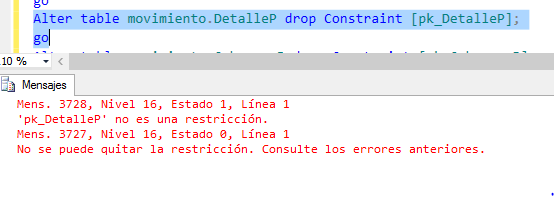 go
Alter table movimiento.DetalleP drop Constraint [pk_DetalleP];
go
10 %
Mensajes
Mens. 3728, Nivel 16, Estado 1, Línea 1
'pk_DetalleP' no es una restricción.
Mens. 3727, Nivel 16, Estado 0, Línea 1
No se puede quitar la restricción. Consulte los errores anteriores.